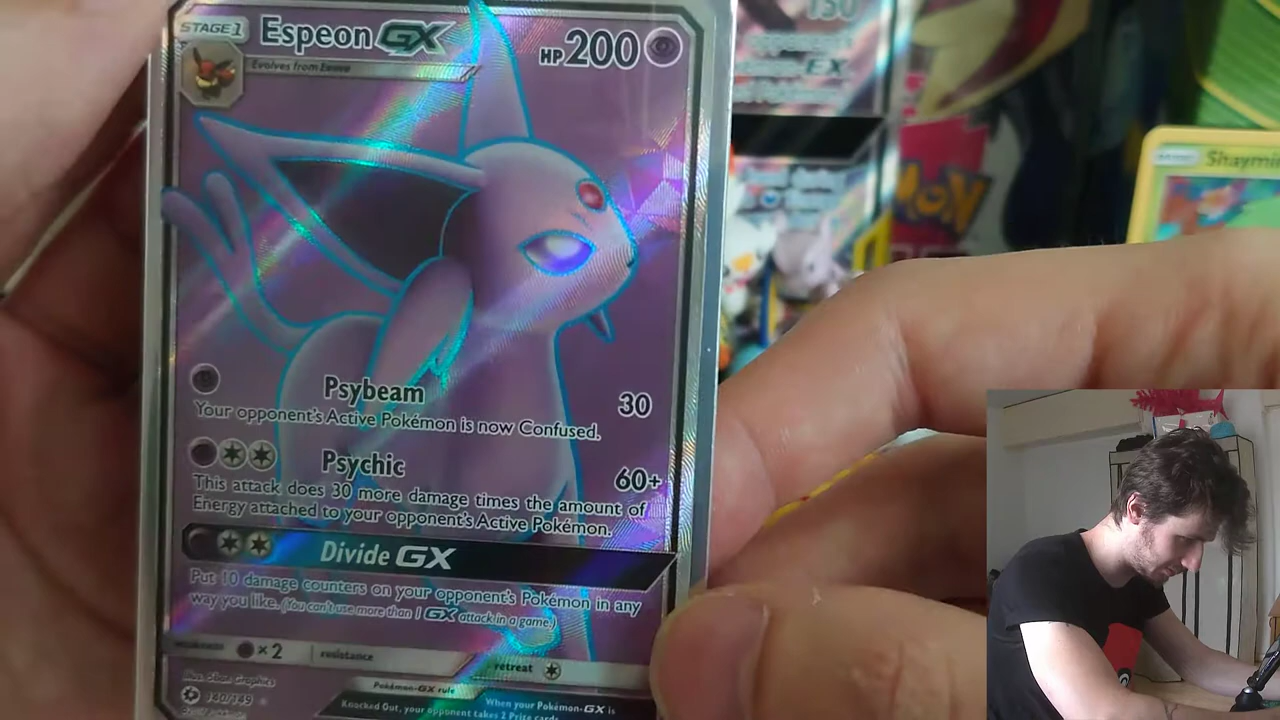 STAGE 1
Espeon GX
HP 200
Evolves from Eevee
Psybeam
30
Your opponent's Active Pokémon is now Confused.
Psychic
60+
This attack does 30 more damage times the amount of
Energy attached to your opponent's Active Pokémon.
Divide GX
Put 10 damage counters on your opponent's Pokémon in any
way you like. (You can't use more than 1 GX attack in a game.)
×2
resistance
retreat
Pokémon-GX rule
When your Pokémon-GX is
Knocked Out, your opponent takes 2 Prize cards.
140/149
150
EX
Shaymin